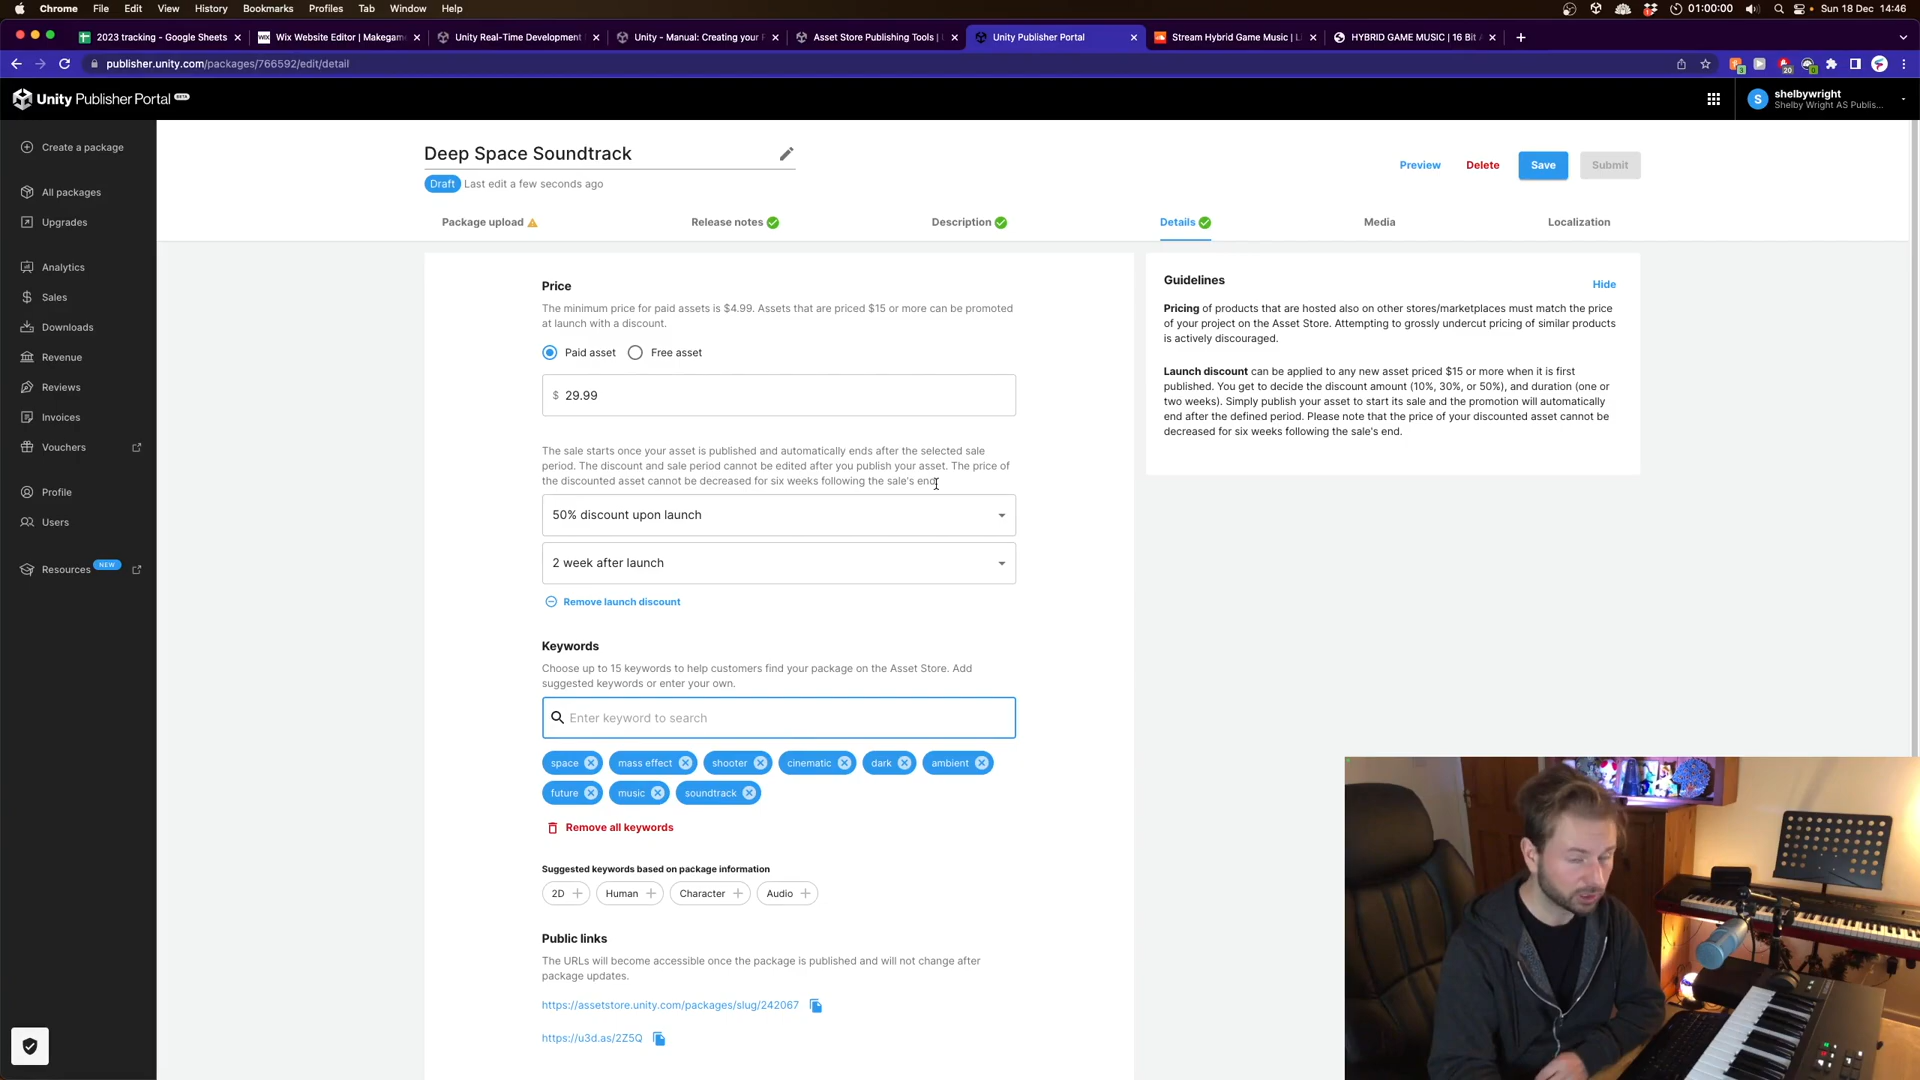 Chrome File Edit View History Bookmarks Profiles Tab Window Help
01:00:00 Sun 18 Dec 14:46
2023 tracking - Google Sheets
Wix Website Editor | Makegam
Unity Real-Time Development
Unity - Manual: Creating your P
Asset Store Publishing Tools |
Unity Publisher Portal
Stream Hybrid Game Music | Li
HYBRID GAME MUSIC | 16 Bit
publisher.unity.com/packages/766592/edit/detail
Unity Publisher Portal BETA
S
shelbywright
Shelby Wright AS Publis...
Create a package
All packages
Upgrades
Analytics
Sales
Downloads
Revenue
Reviews
Invoices
Vouchers
Profile
Users
Resources NEW
Deep Space Soundtrack
Draft Last edit a few seconds ago
Preview Delete Save Submit
Package upload Release notes Description Details Media Localization
Price
The minimum price for paid assets is $4.99. Assets that are priced $15 or more can be promoted
at launch with a discount.
Paid asset Free asset
$ 29.99
The sale starts once your asset is published and automatically ends after the selected sale
period. The discount and sale period cannot be edited after you publish your asset. The price of
the discounted asset cannot be decreased for six weeks following the sale's end.
50% discount upon launch
2 week after launch
Remove launch discount
Keywords
Choose up to 15 keywords to help customers find your package on the Asset Store. Add
suggested keywords or enter your own.
Enter keyword to search
space mass effect shooter cinematic dark ambient
future music soundtrack
Remove all keywords
Suggested keywords based on package information
2D Human Character Audio
Public links
The URLs will become accessible once the package is published and will not change after
package updates.
https://assetstore.unity.com/packages/slug/242067
https://u3d.as/2Z5Q
Guidelines
Hide
Pricing of products that are hosted also on other stores/marketplaces must match the price
of your project on the Asset Store. Attempting to grossly undercut pricing of similar products
is actively discouraged.
Launch discount can be applied to any new asset priced $15 or more when it is first
published. You get to decide the discount amount (10%, 30%, or 50%), and duration (one or
two weeks). Simply publish your asset to start its sale and the promotion will automatically
end after the defined period. Please note that the price of your discounted asset cannot be
decreased for six weeks following the sale's end.